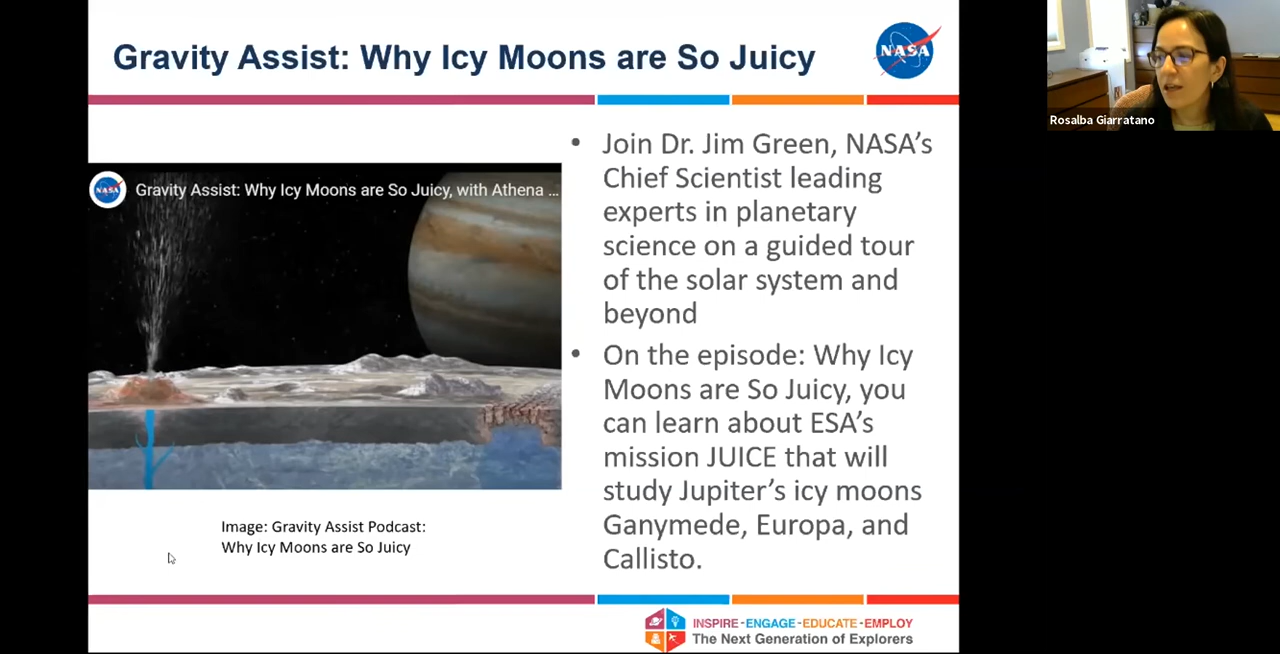 Gravity Assist: Why Icy Moons are So Juicy
NASA
Rosalba Giarratano
NASA
Gravity Assist: Why Icy Moons are So Juicy, with Athena ...
• Join Dr. Jim Green, NASA’s
Chief Scientist leading
experts in planetary
science on a guided tour
of the solar system and
beyond
• On the episode: Why Icy
Moons are So Juicy, you
can learn about ESA’s
mission JUICE that will
study Jupiter’s icy moons
Ganymede, Europa, and
Callisto.
Image: Gravity Assist Podcast:
Why Icy Moons are So Juicy
INSPIRE - ENGAGE - EDUCATE - EMPLOY
The Next Generation of Explorers